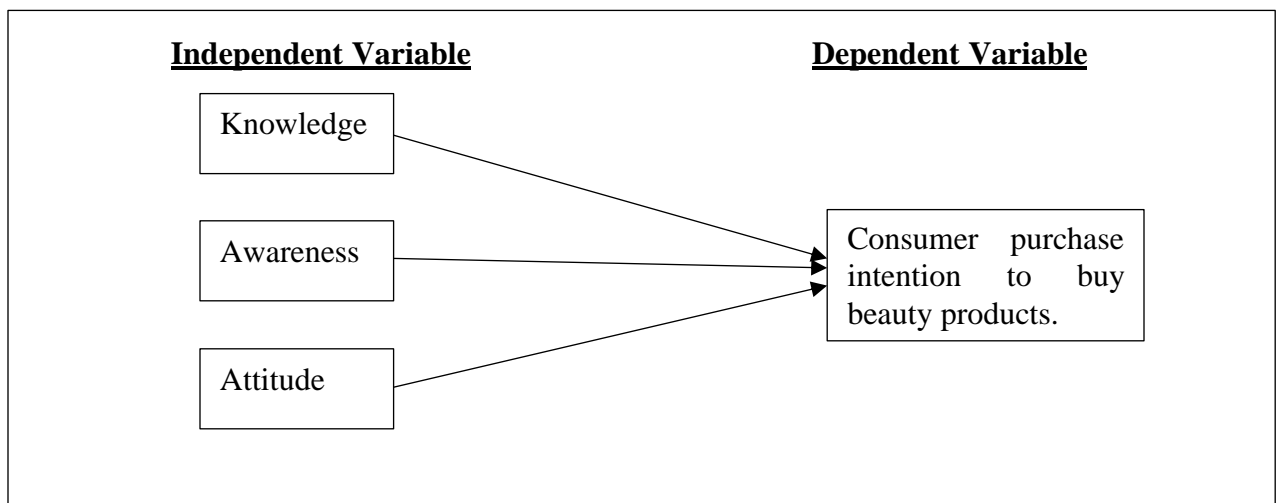 Independent Variable
Dependent Variable
Knowledge
Awareness
Attitude
Consumer purchase
intention to buy
beauty products.